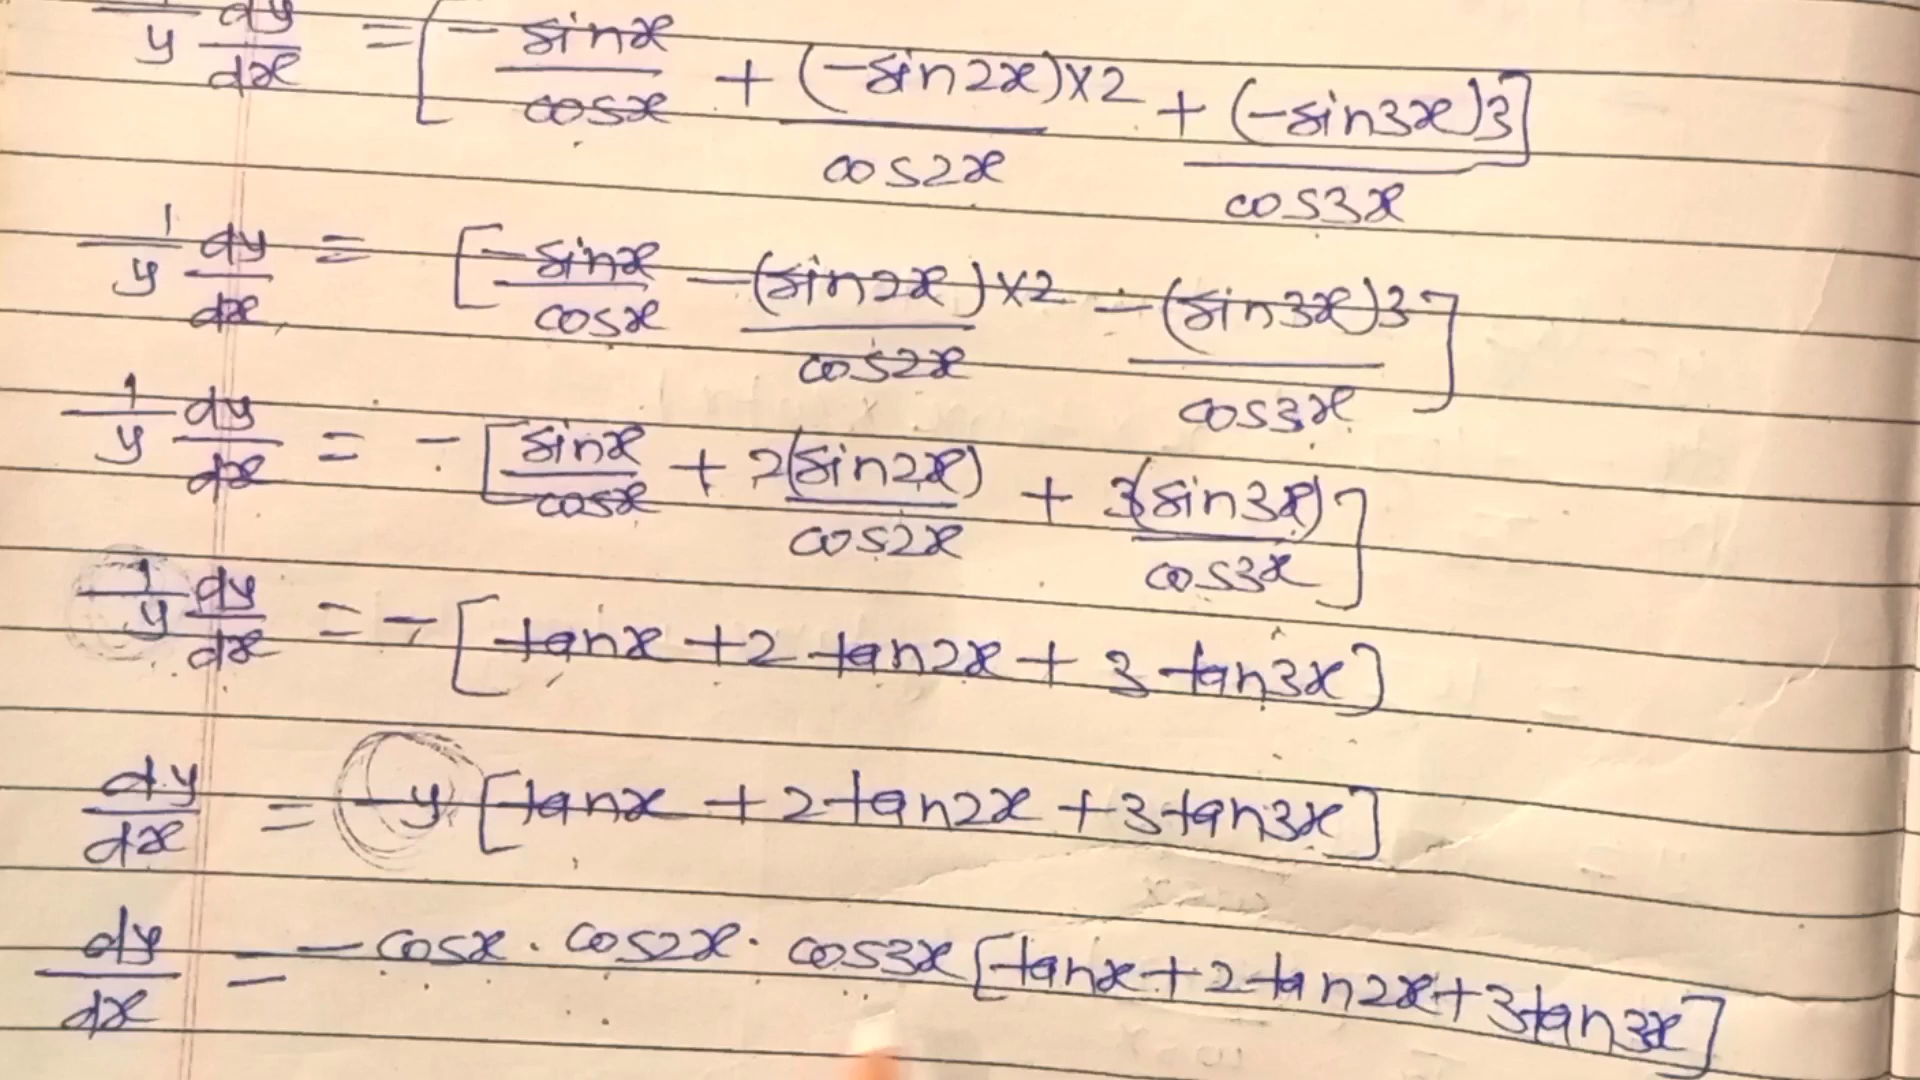 1/y dy/dx = [-sinx/cosx + (-sin2x)×2/cos2x + (-sin3x)3/cos3x]
1/y dy/dx = [-sinx/cosx - (sin2x)×2/cos2x - (sin3x)3/cos3x]
1/y dy/dx = -[sinx/cosx + 2(sin2x)/cos2x + 3(sin3x)/cos3x]
1/y dy/dx = -[tanx + 2 tan2x + 3 tan3x]
dy/dx = -y [tanx + 2 tan2x + 3 tan3x]
dy/dx = -cosx · cos2x · cos3x [tanx + 2 tan2x + 3 tan3x]